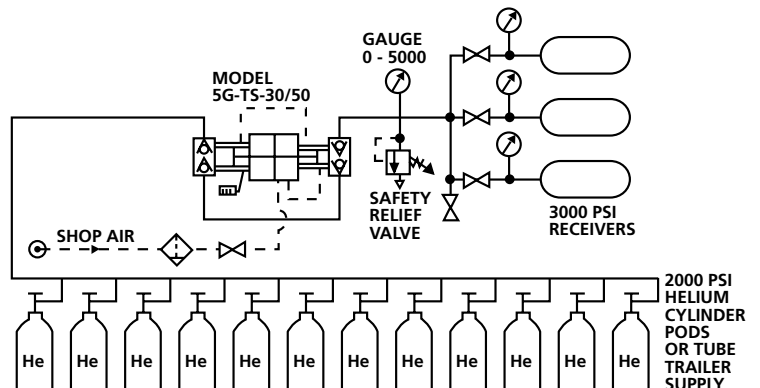 GAUGE
0 - 5000
MODEL
5G-TS-30/50
SAFETY
RELIEF
VALVE
3000 PSI
RECEIVERS
SHOP AIR
2000 PSI
HELIUM
CYLINDER
PODS
OR TUBE
TRAILER
SUPPLY
He He He He He He He He He He He He